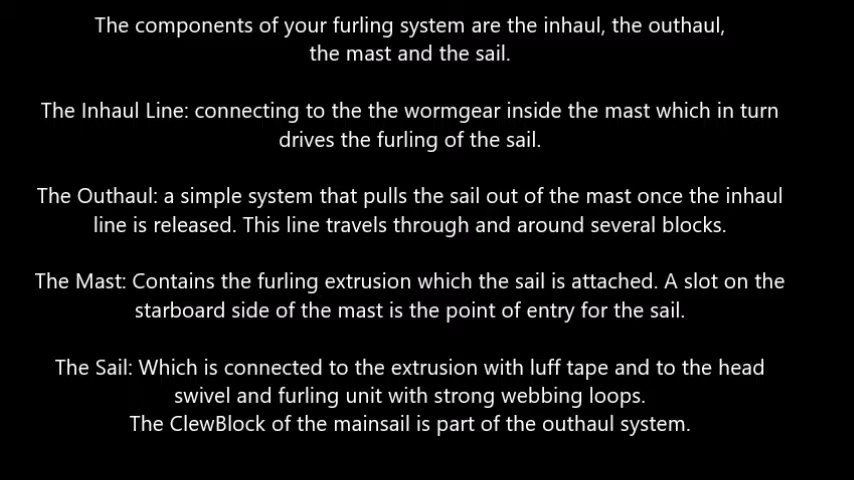 The components of your furling system are the inhaul, the outhaul,
the mast and the sail.
The Inhaul Line: connecting to the the wormgear inside the mast which in turn
drives the furling of the sail.
The Outhaul: a simple system that pulls the sail out of the mast once the inhaul
line is released. This line travels through and around several blocks.
The Mast: Contains the furling extrusion which the sail is attached. A slot on the
starboard side of the mast is the point of entry for the sail.
The Sail: Which is connected to the extrusion with luff tape and to the head
swivel and furling unit with strong webbing loops.
The ClewBlock of the mainsail is part of the outhaul system.